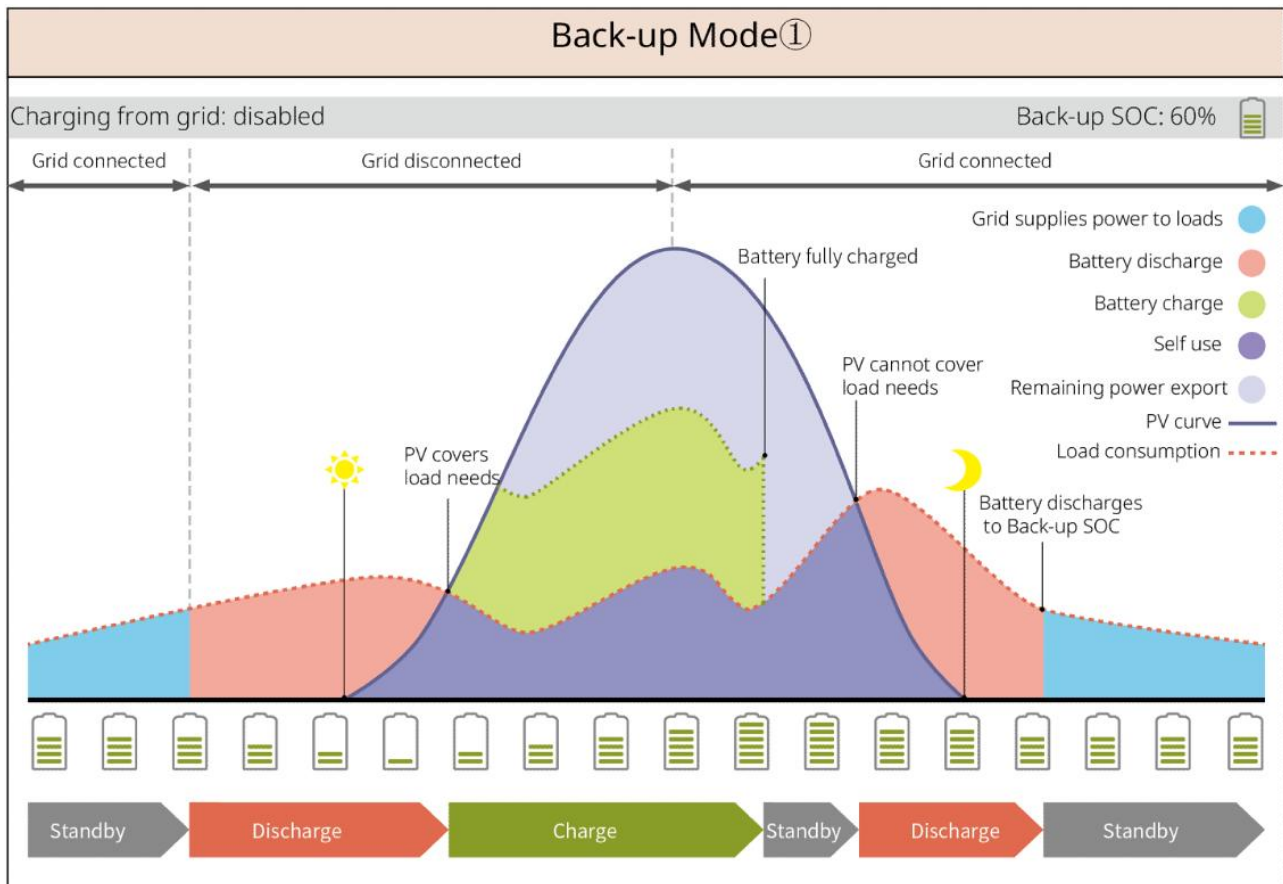 Back-up Mode①
Charging from grid: disabled
Back-up SOC: 60%
Grid connected
Grid disconnected
Grid connected
Grid supplies power to loads
Battery discharge
Battery charge
Self use
Remaining power export
PV curve
Load consumption
Battery fully charged
PV cannot cover
load needs
PV covers
load needs
Battery discharges
to Back-up SOC
Standby
Discharge
Charge
Standby
Discharge
Standby